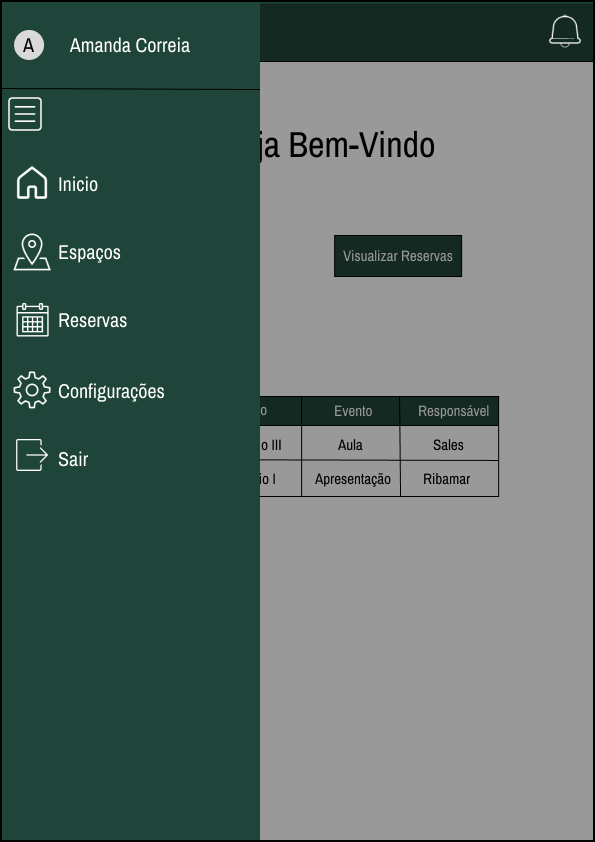 A Amanda Correia
ja Bem-Vindo
Inicio
Espaços
Visualizar Reservas
Reservas
Configurações
o Evento Responsável
o III Aula Sales
Sair
io I Apresentação Ribamar